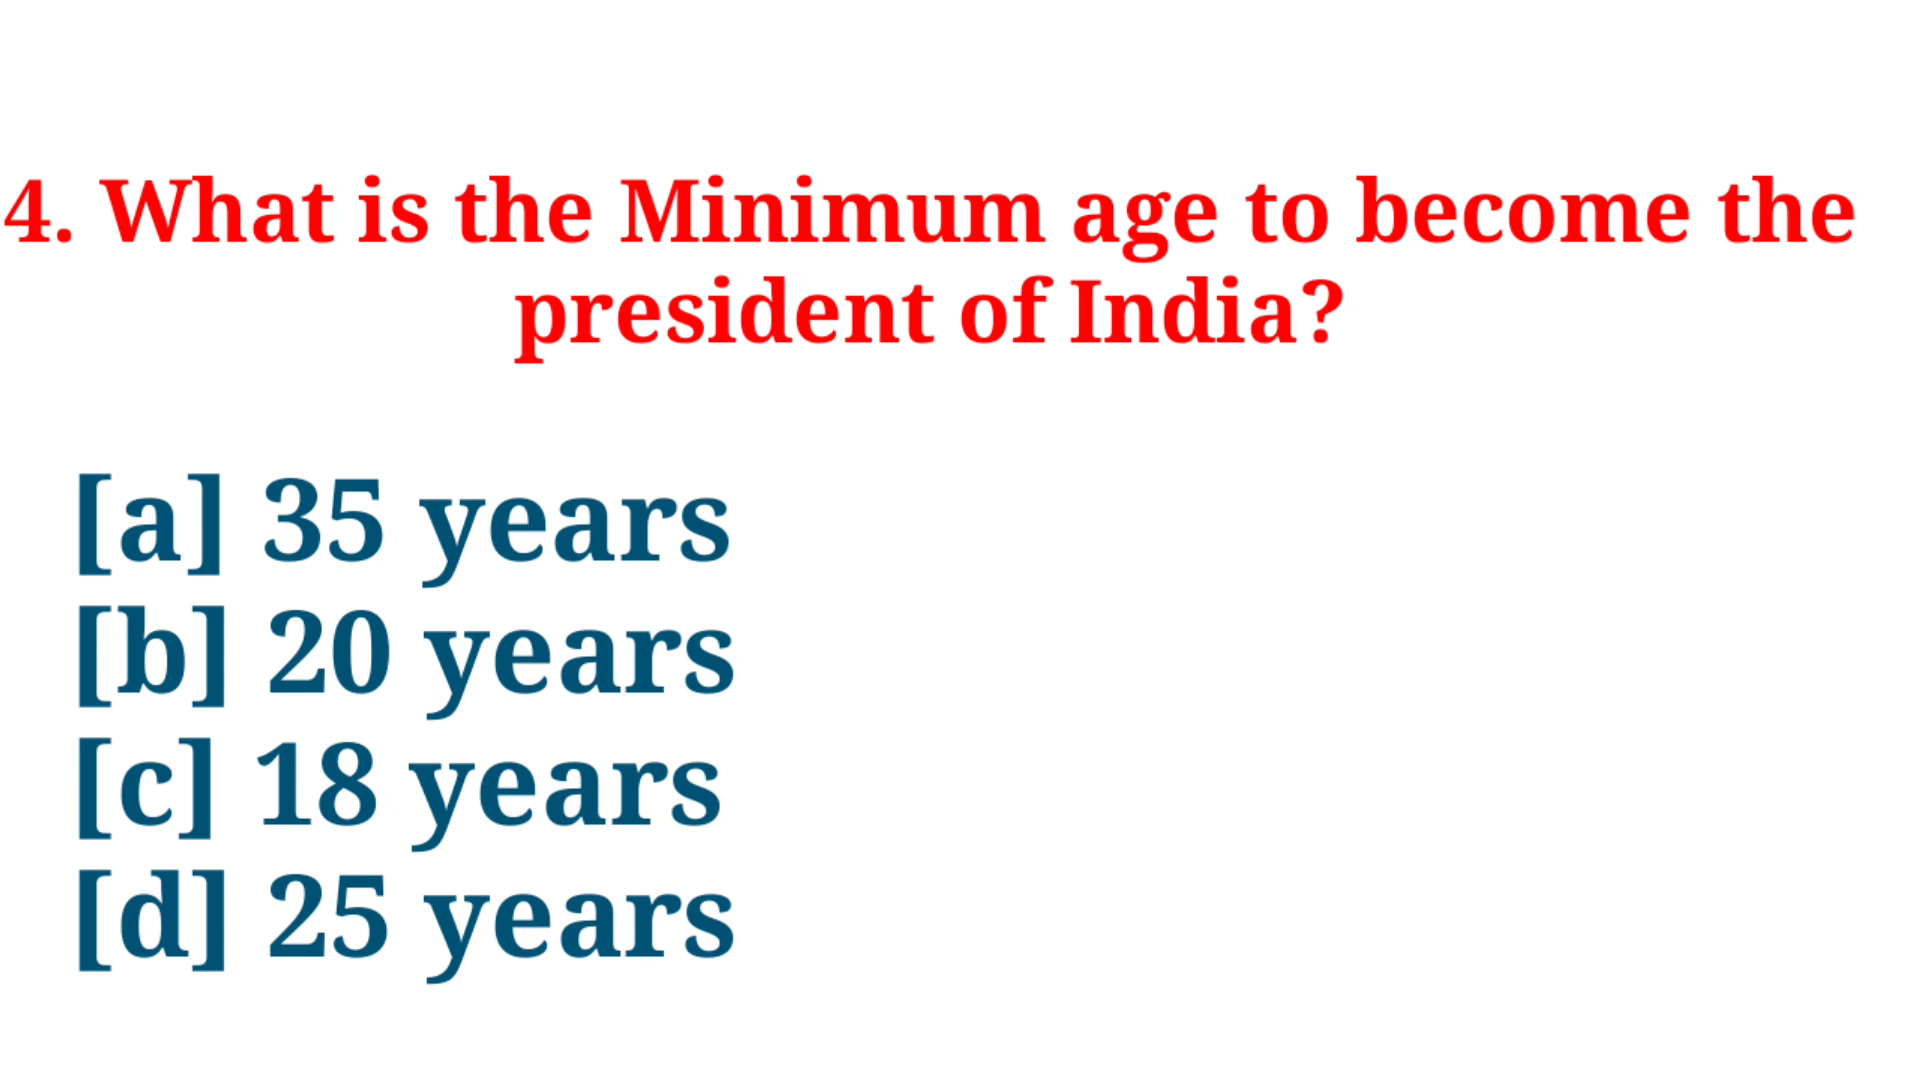 4. What is the Minimum age to become the
president of India?
[a] 35 years
[b] 20 years
[c] 18 years
[d] 25 years